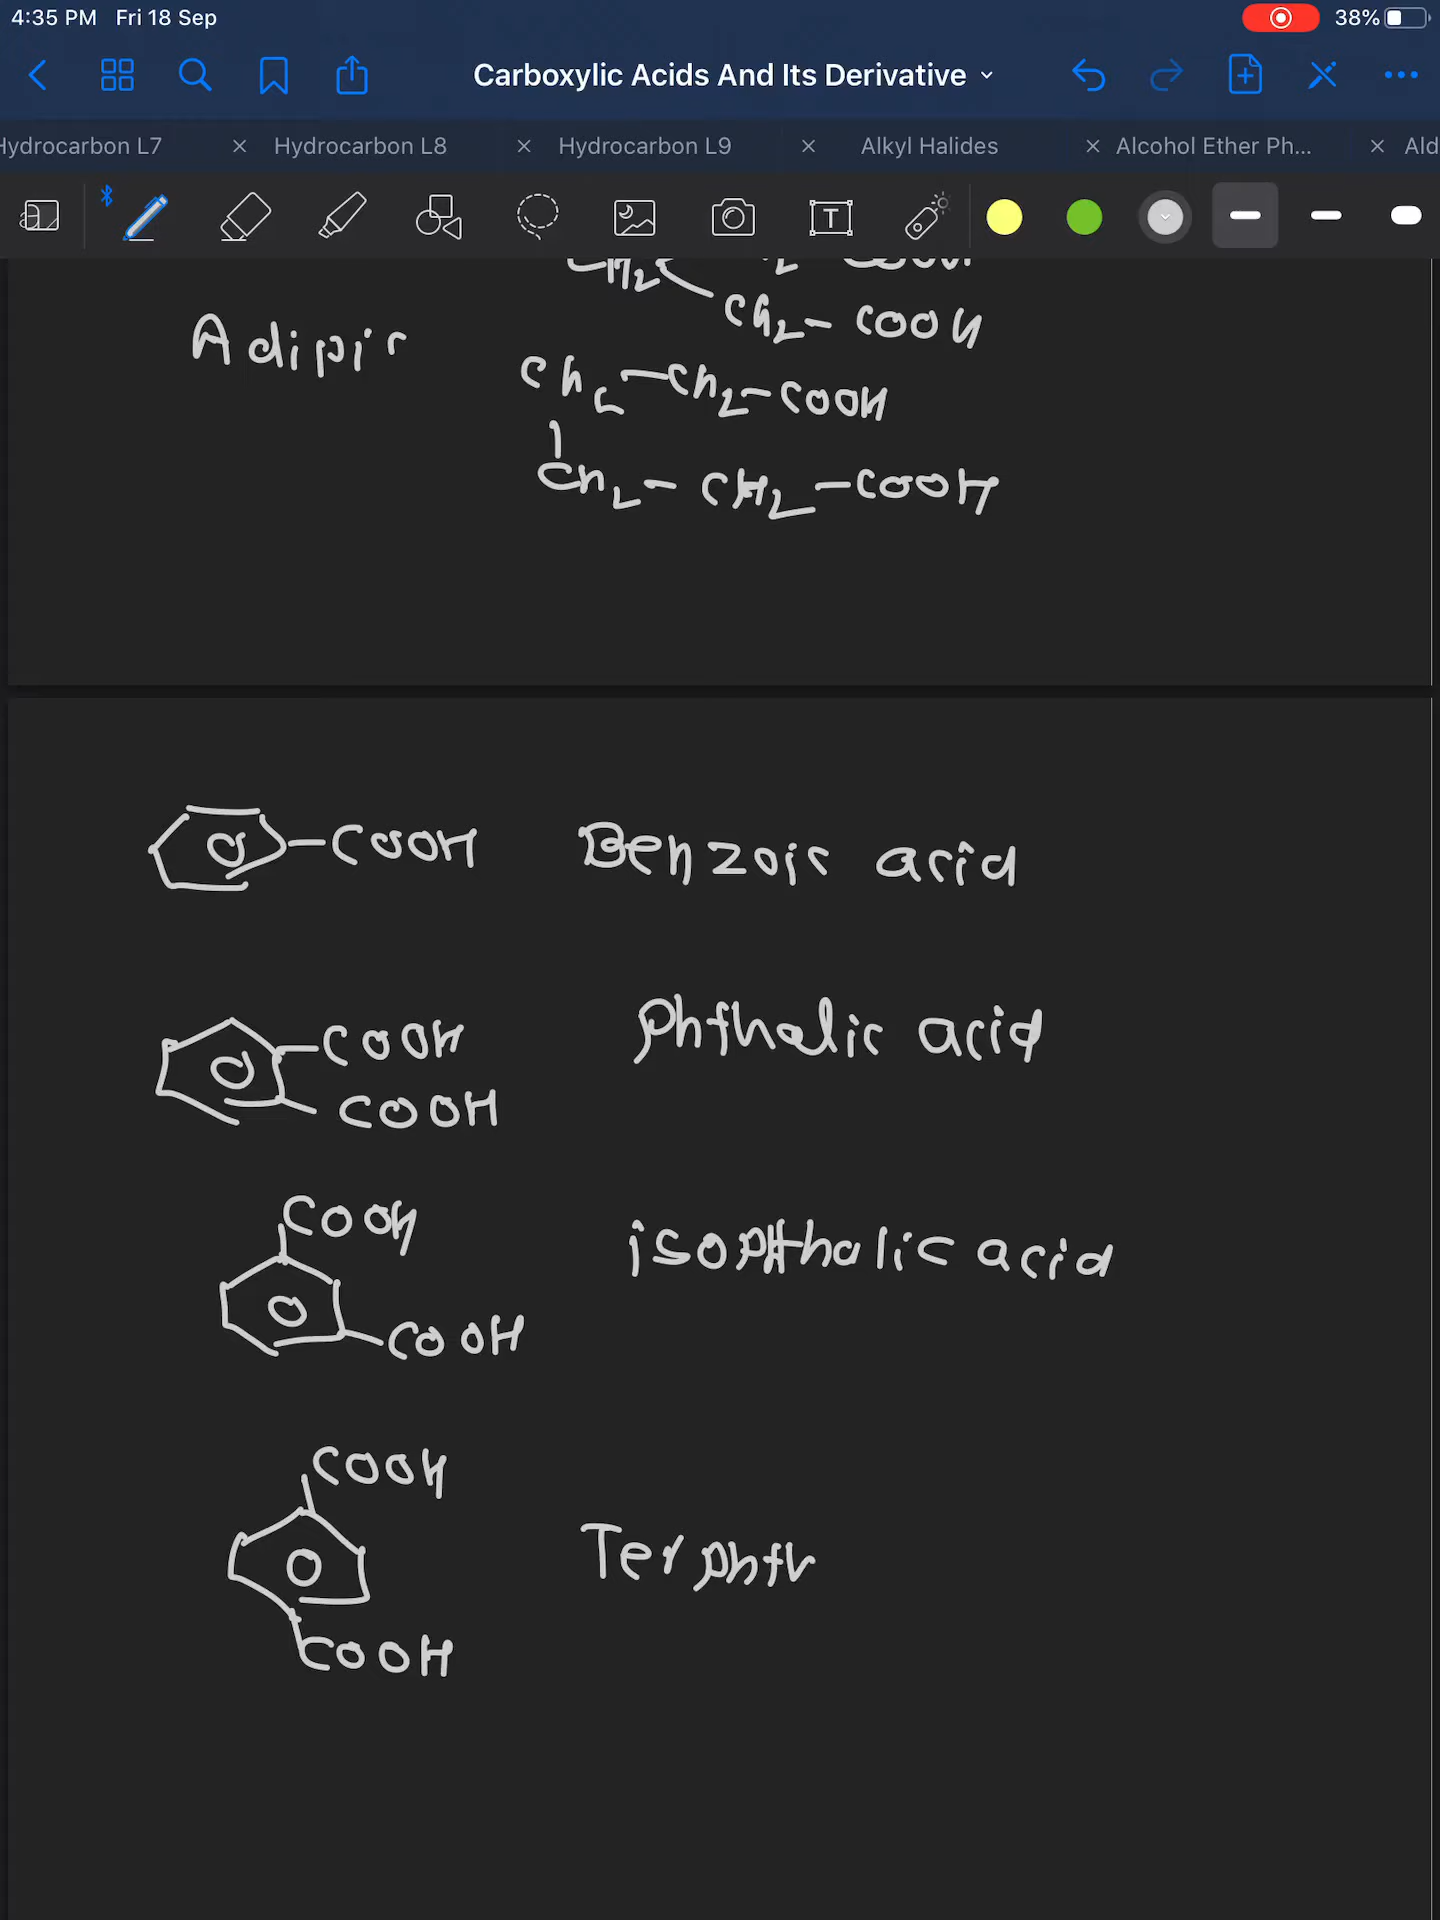 4:35 PM Fri 18 Sep 38%
Carboxylic Acids And Its Derivative
Hydrocarbon L7 Hydrocarbon L8 Hydrocarbon L9 Alkyl Halides Alcohol Ether Ph... Ald
CH2
CH2-COOH
Adipic
CH2-CH2-COOH
CH2-CH2-COOH
-COOH Benzoic acid
-COOH Phthalic acid
COOH
COOH
isophthalic acid
-COOH
COOH
Terphth
COOH